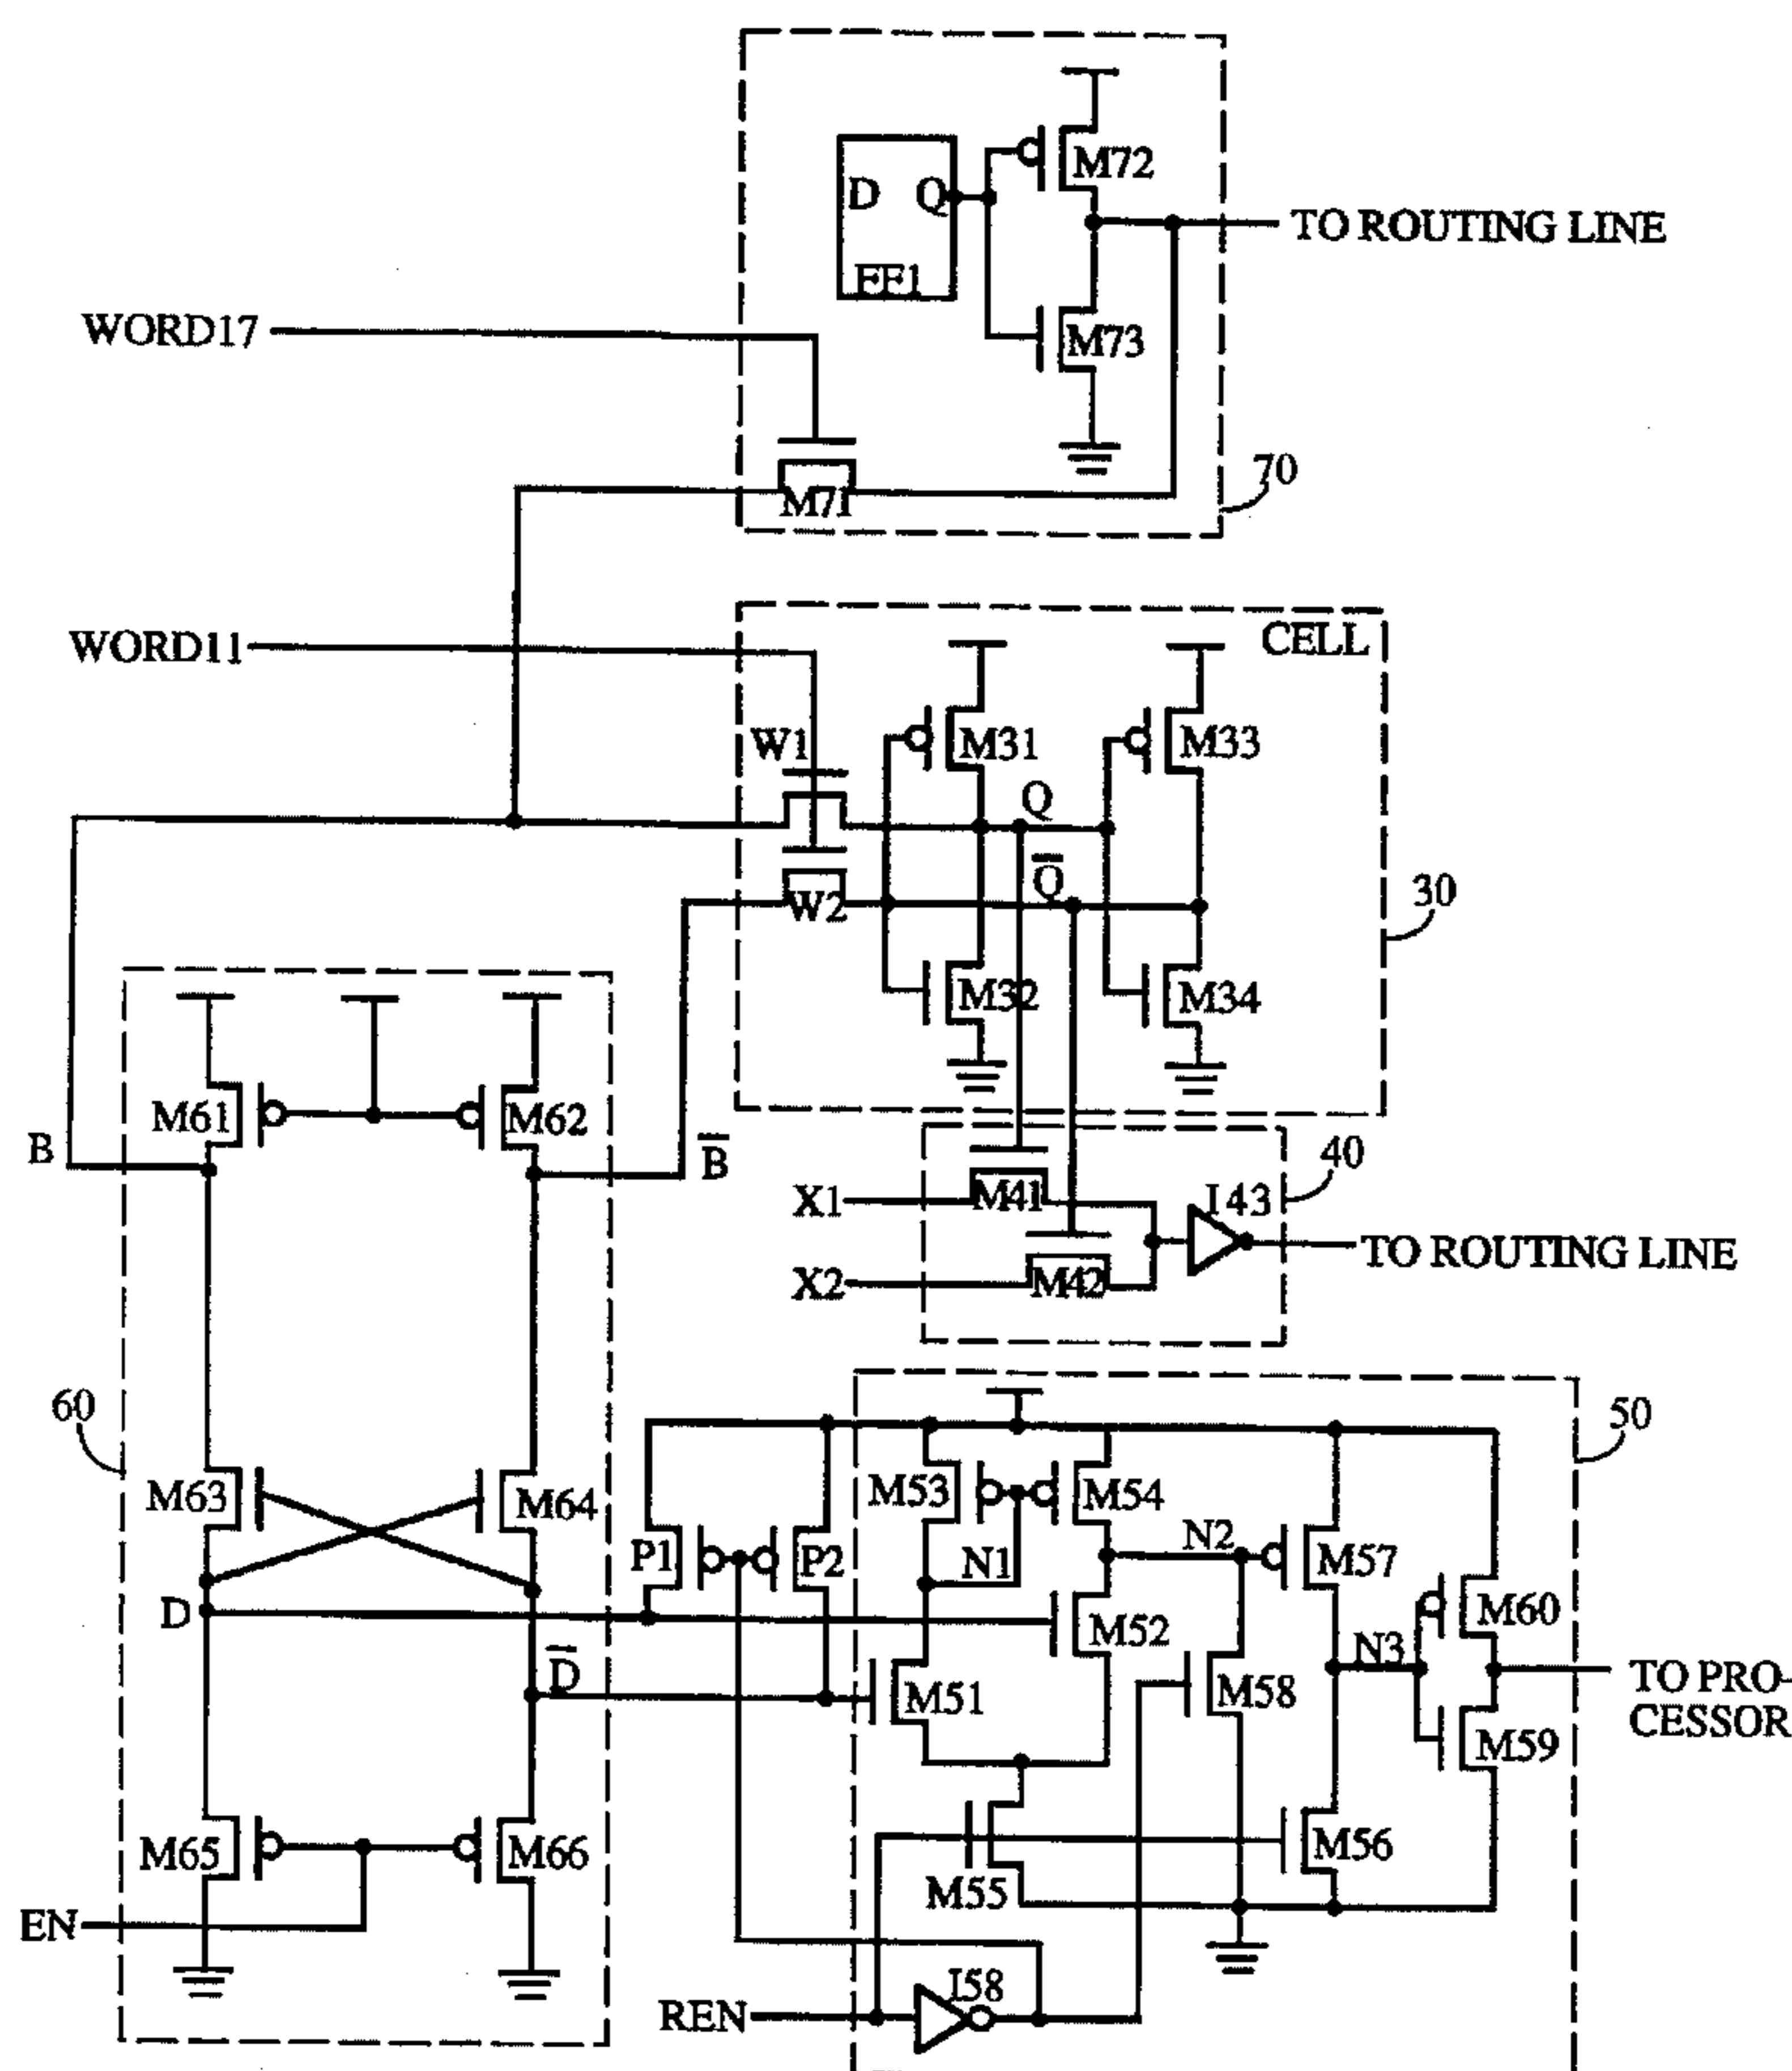 M72
D Q
TO ROUTING LINE
FF1
WORD17
M73
70
M71
WORD11
CELL
W1
M31
M33
Q
Q̅
30
W2
M32
M34
M61
M62
B
B̅
40
X1
M41
I43
TO ROUTING LINE
X2
M42
60
50
M63
M64
M53
M54
P1
P2
N1
N2
M57
M60
D
M52
N3
D̅
M51
M58
TO PRO-
CESSOR
M59
M65
M66
M56
M55
EN
I58
REN